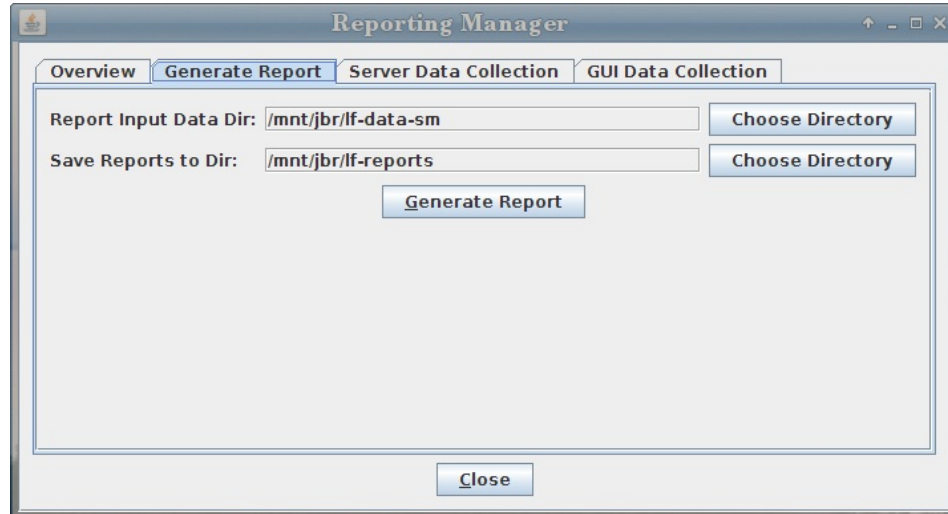 Reporting Manager
Overview Generate Report Server Data Collection GUI Data Collection
Report Input Data Dir: /mnt/jbr/lf-data-sm Choose Directory
Save Reports to Dir: /mnt/jbr/lf-reports Choose Directory
Generate Report
Close